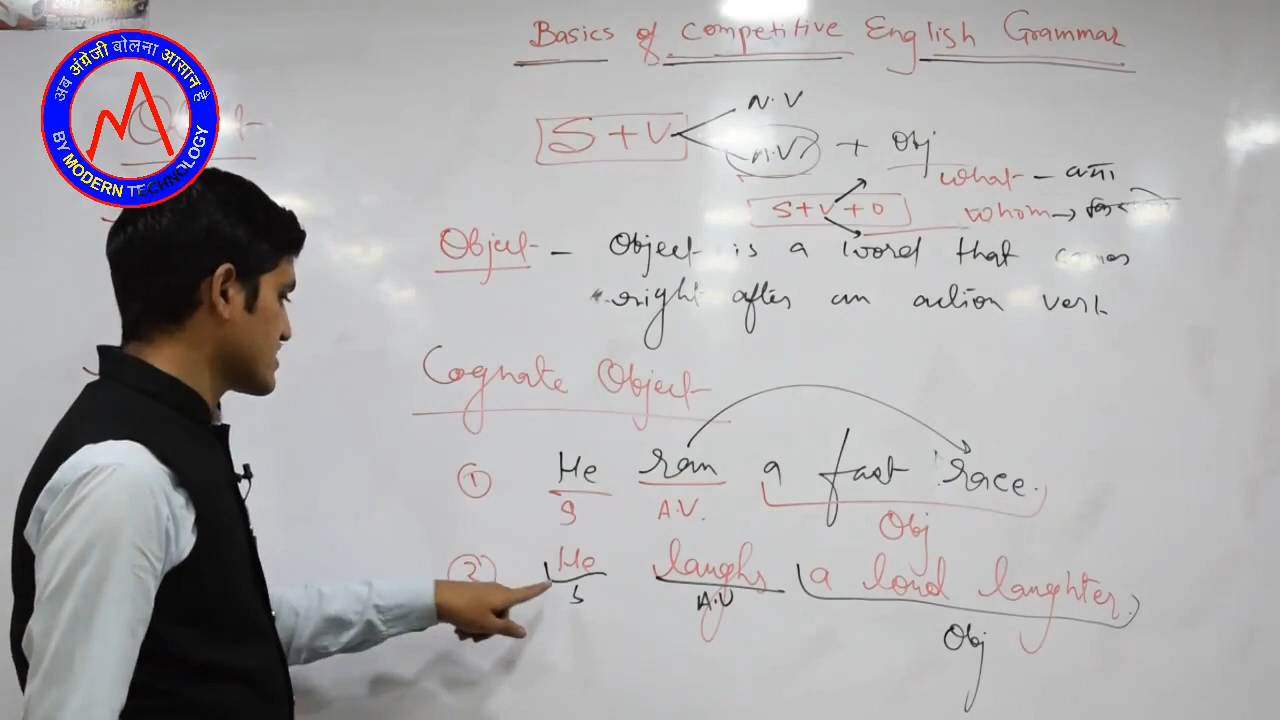 अब अंग्रेजी बोलना आसान है
BY MODERN TECHNOLOGY
Basics of Competitive English Grammar
S + V
N.V
+ Obj
what - क्या
S + V + O
whom →
Object - Object is a word that comes
right after an action verb
Cognate Object
① He ran a fast race.
S A.V. Obj
② He laughs a loud laughter.
S A.V Obj